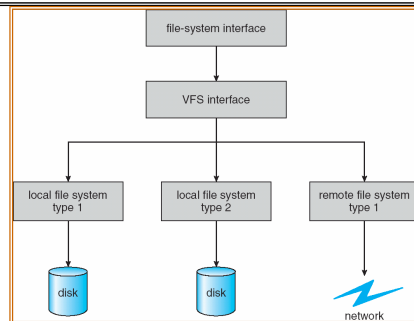 file-system interface
VFS interface
local file system
type 1
local file system
type 2
remote file system
type 1
disk
disk
network